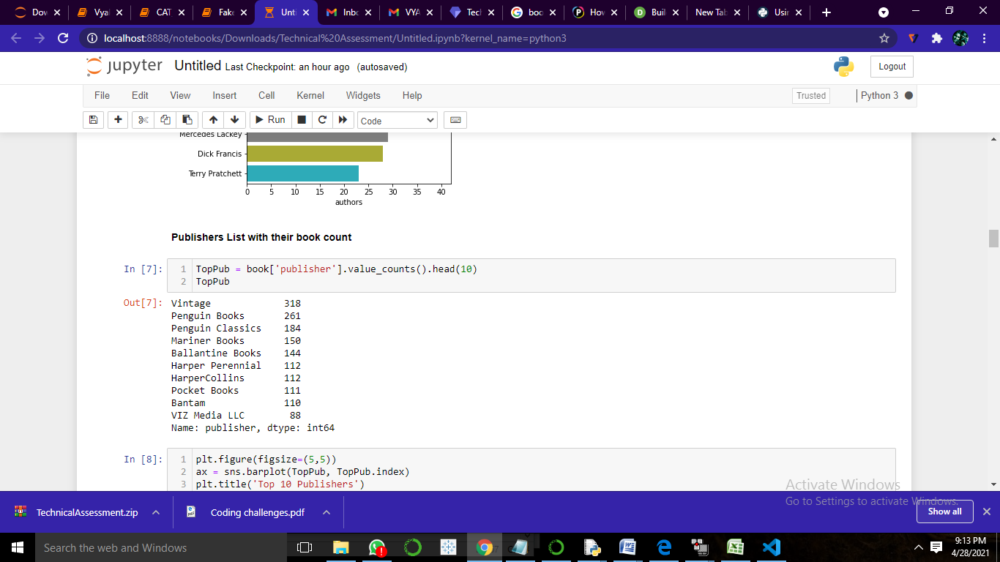 Dow
Vyal
CAT
Fake
Unti
Inbo
VYA
Tech
boo
How
Buil
New Tab
Usin
localhost:8888/notebooks/Downloads/Technical%20Assessment/Untitled.ipynb?kernel_name=python3
jupyter Untitled Last Checkpoint: an hour ago (autosaved)
Logout
File Edit View Insert Cell Kernel Widgets Help
Trusted
Python 3
Run
Code
Mercedes Lackey
Dick Francis
Terry Pratchett
0 5 10 15 20 25 30 35 40
authors
Publishers List with their book count
In [7]:
1 TopPub = book['publisher'].value_counts().head(10)
2 TopPub
Out[7]:
Vintage 318
Penguin Books 261
Penguin Classics 184
Mariner Books 150
Ballantine Books 144
Harper Perennial 112
HarperCollins 112
Pocket Books 111
Bantam 110
VIZ Media LLC 88
Name: publisher, dtype: int64
In [8]:
1 plt.figure(figsize=(5,5))
2 ax = sns.barplot(TopPub, TopPub.index)
3 plt.title('Top 10 Publishers')
Activate Windows
Go to Settings to activate Windows.
TechnicalAssessment.zip
Coding challenges.pdf
Show all
Search the web and Windows
9:13 PM
4/28/2021